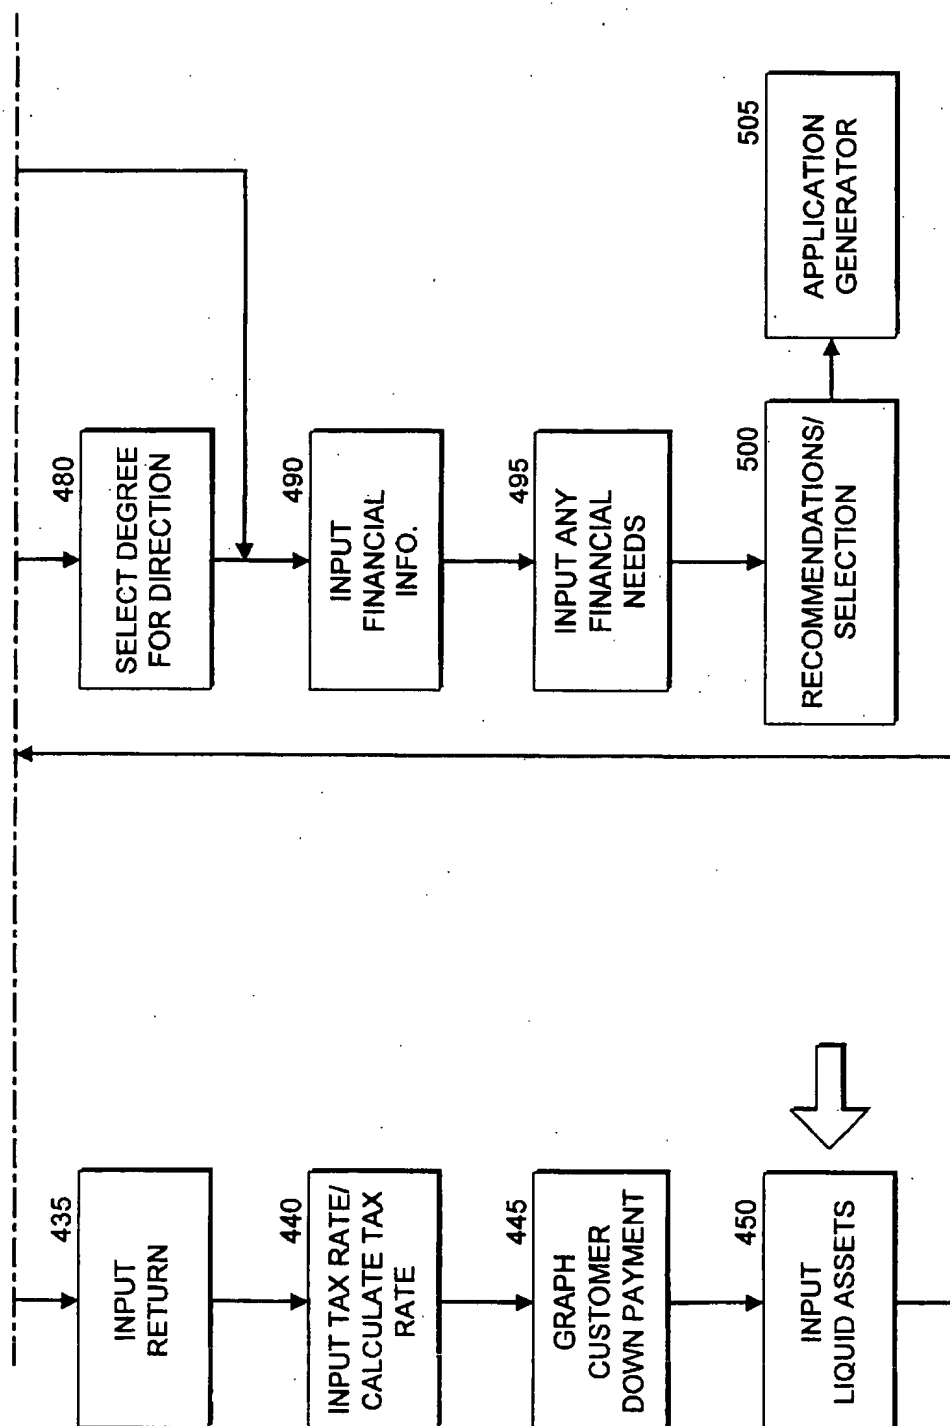 435
INPUT
RETURN
440
INPUT TAX RATE/
CALCULATE TAX
RATE
445
GRAPH
CUSTOMER
DOWN PAYMENT
450
INPUT
LIQUID ASSETS
480
SELECT DEGREE
FOR DIRECTION
490
INPUT
FINANCIAL
INFO.
495
INPUT ANY
FINANCIAL
NEEDS
500
RECOMMENDATIONS/
SELECTION
505
APPLICATION
GENERATOR